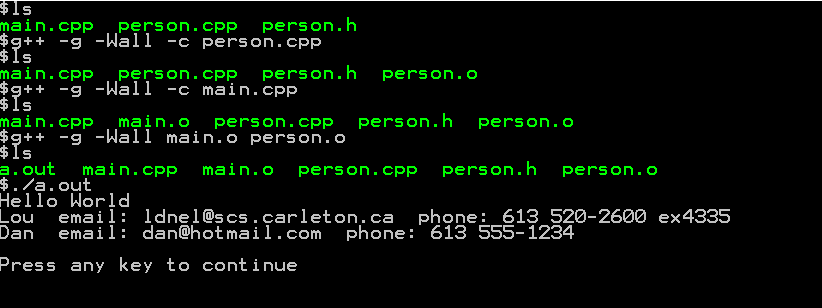 $ls
main.cpp  person.cpp  person.h
$g++ -g -Wall -c person.cpp
$ls
main.cpp  person.cpp  person.h  person.o
$g++ -g -Wall -c main.cpp
$ls
main.cpp  main.o  person.cpp  person.h  person.o
$g++ -g -Wall main.o person.o
$ls
a.out  main.cpp  main.o  person.cpp  person.h  person.o
$./a.out
Hello World
Lou  email: ldnel@scs.carleton.ca  phone: 613 520-2600 ex4335
Dan  email: dan@hotmail.com  phone: 613 555-1234
Press any key to continue